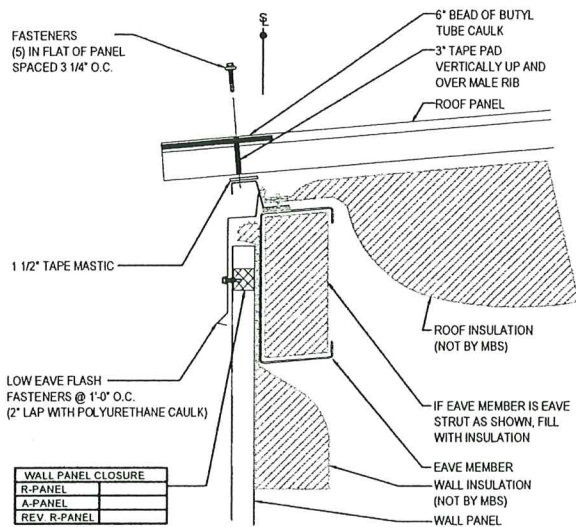 FASTENERS
(5) IN FLAT OF PANEL
SPACED 3 1/4" O.C.
6" BEAD OF BUTYL
TUBE CAULK
3" TAPE PAD
VERTICALLY UP AND
OVER MALE RIB
ROOF PANEL
1 1/2" TAPE MASTIC
ROOF INSULATION
(NOT BY MBS)
LOW EAVE FLASH
FASTENERS @ 1'-0" O.C.
(2" LAP WITH POLYURETHANE CAULK)
IF EAVE MEMBER IS EAVE
STRUT AS SHOWN, FILL
WITH INSULATION
EAVE MEMBER
WALL INSULATION
(NOT BY MBS)
WALL PANEL
WALL PANEL CLOSURE
R-PANEL
A-PANEL
REV. R-PANEL